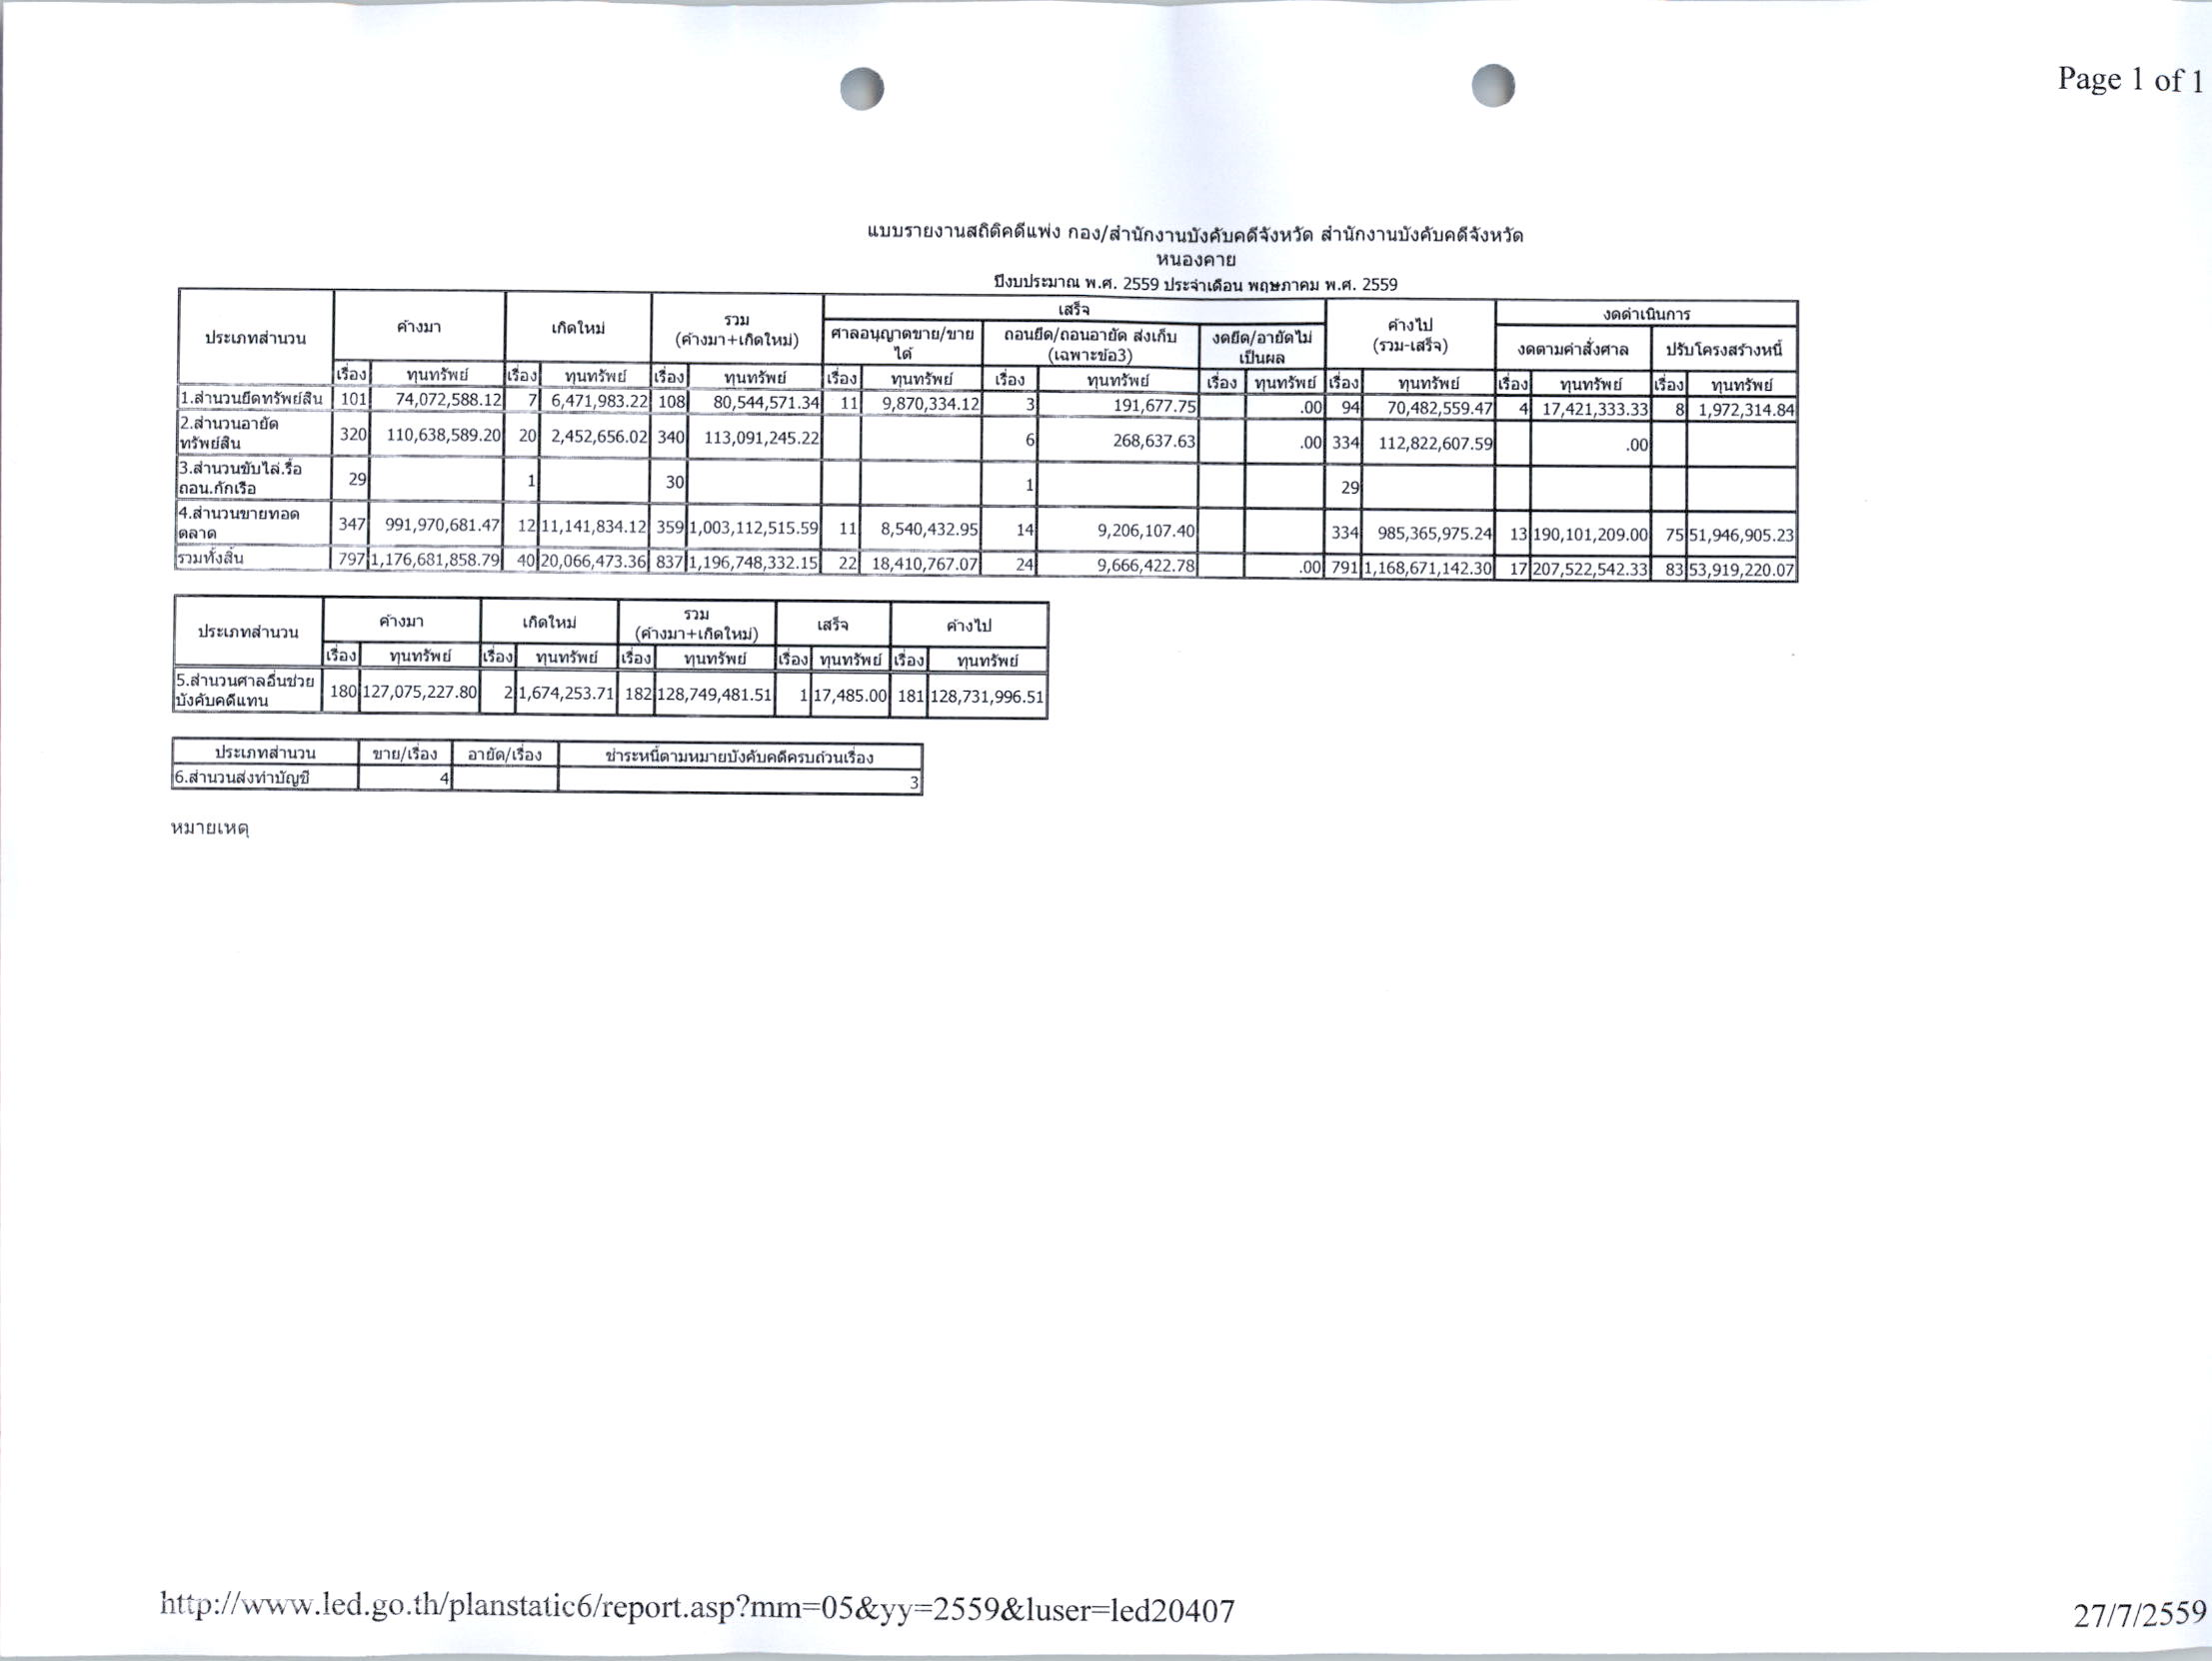 Page 1 of 1
แบบรายงานสถิติคดีแพ่ง กอง/สำนักงานบังคับคดีจังหวัด สำนักงานบังคับคดีจังหวัด
หนองคาย
ปีงบประมาณ พ.ศ. 2559 ประจำเดือน พฤษภาคม พ.ศ. 2559
ประเภทสำนวน ค้างมา เกิดใหม่ รวม (ค้างมา+เกิดใหม่) เสร็จ ค้างไป (รวม-เสร็จ) งดดำเนินการ
ศาลอนุญาตขาย/ขายได้ ถอนยึด/ถอนอายัด ส่งเก็บ (เฉพาะข้อ3) งดยึด/อายัดไม่เป็นผล งดตามคำสั่งศาล ปรับโครงสร้างหนี้
เรื่อง ทุนทรัพย์ เรื่อง ทุนทรัพย์ เรื่อง ทุนทรัพย์ เรื่อง ทุนทรัพย์ เรื่อง ทุนทรัพย์ เรื่อง ทุนทรัพย์ เรื่อง ทุนทรัพย์ เรื่อง ทุนทรัพย์ เรื่อง ทุนทรัพย์
1.สำนวนยึดทรัพย์สิน 101 74,072,588.12 7 6,471,983.22 108 80,544,571.34 11 9,870,334.12 3 191,677.75 .00 94 70,482,559.47 4 17,421,333.33 8 1,972,314.84
2.สำนวนอายัดทรัพย์สิน 320 110,638,589.20 20 2,452,656.02 340 113,091,245.22 6 268,637.63 .00 334 112,822,607.59 .00
3.สำนวนขับไล่.รื้อถอน.กักเรือ 29 1 30 1 29
4.สำนวนขายทอดตลาด 347 991,970,681.47 12 11,141,834.12 359 1,003,112,515.59 11 8,540,432.95 14 9,206,107.40 334 985,365,975.24 13 190,101,209.00 75 51,946,905.23
รวมทั้งสิ้น 797 1,176,681,858.79 40 20,066,473.36 837 1,196,748,332.15 22 18,410,767.07 24 9,666,422.78 .00 791 1,168,671,142.30 17 207,522,542.33 83 53,919,220.07
ประเภทสำนวน ค้างมา เกิดใหม่ รวม (ค้างมา+เกิดใหม่) เสร็จ ค้างไป
เรื่อง ทุนทรัพย์ เรื่อง ทุนทรัพย์ เรื่อง ทุนทรัพย์ เรื่อง ทุนทรัพย์ เรื่อง ทุนทรัพย์
5.สำนวนศาลอื่นช่วยบังคับคดีแทน 180 127,075,227.80 2 1,674,253.71 182 128,749,481.51 1 17,485.00 181 128,731,996.51
ประเภทสำนวน ขาย/เรื่อง อายัด/เรื่อง ชำระหนี้ตามหมายบังคับคดีครบถ้วนเรื่อง
6.สำนวนส่งทำบัญชี 4 3
หมายเหตุ
http://www.led.go.th/planstatic6/report.asp?mm=05&yy=2559&luser=led20407
27/7/2559